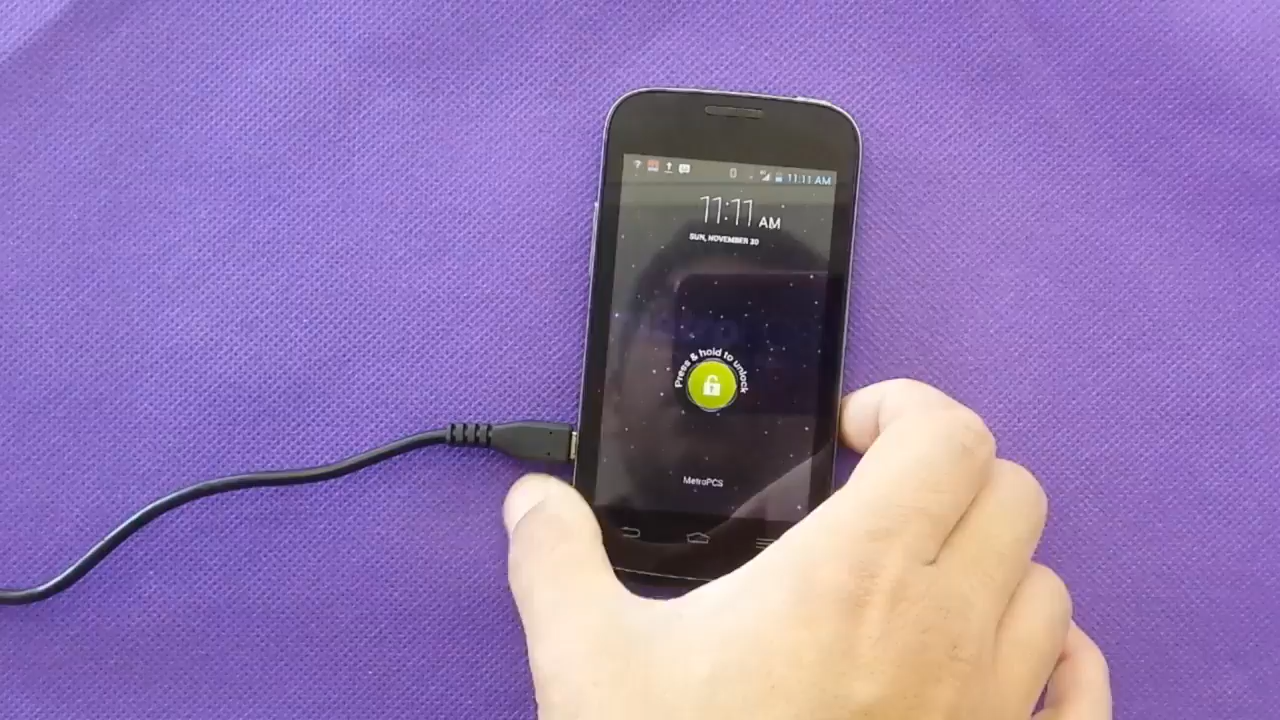 11:11 AM
11:11 AM
SUN, NOVEMBER 30
Press & hold to unlock
MetroPCS